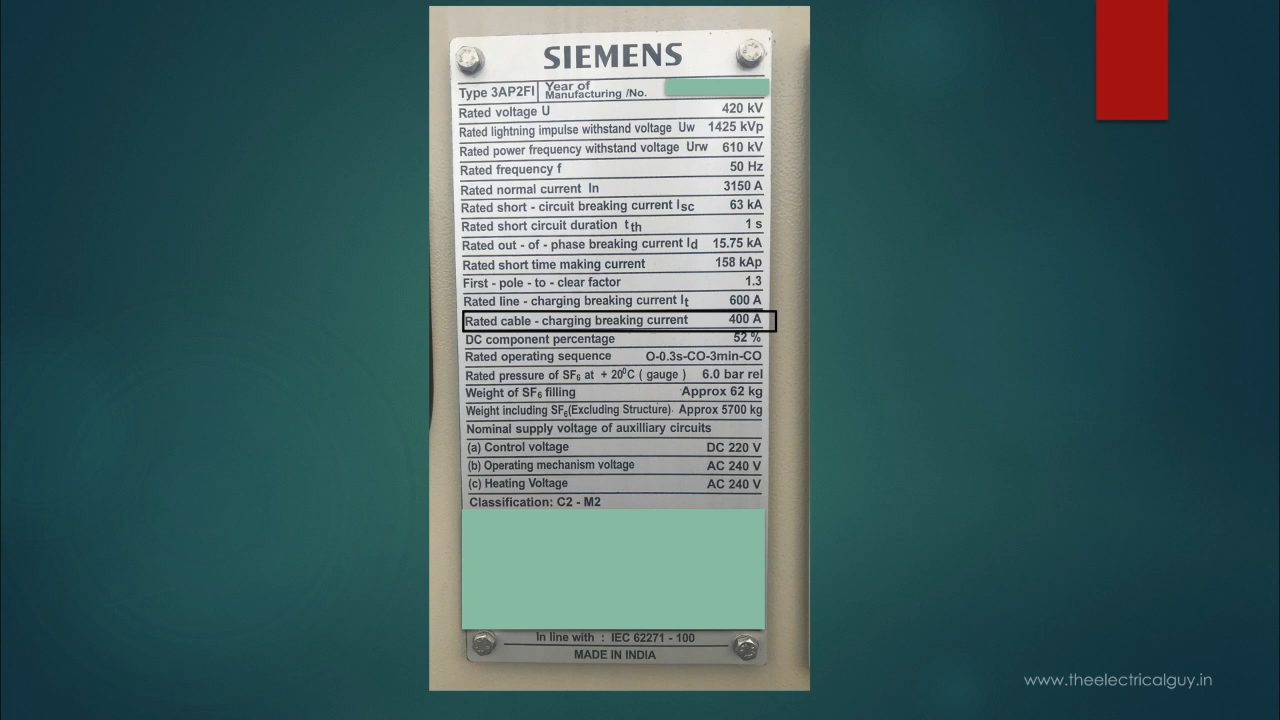 SIEMENS
Type 3AP2FI Year of Manufacturing /No.
Rated voltage U 420 kV
Rated lightning impulse withstand voltage Uw 1425 kVp
Rated power frequency withstand voltage Urw 610 kV
Rated frequency f 50 Hz
Rated normal current In 3150 A
Rated short - circuit breaking current Isc 63 kA
Rated short circuit duration tth 1 s
Rated out - of - phase breaking current Id 15.75 kA
Rated short time making current 158 kAp
First - pole - to - clear factor 1.3
Rated line - charging breaking current It 600 A
Rated cable - charging breaking current 400 A
DC component percentage 52 %
Rated operating sequence O-0.3s-CO-3min-CO
Rated pressure of SF6 at + 20⁰C ( gauge ) 6.0 bar rel
Weight of SF6 filling Approx 62 kg
Weight including SF6(Excluding Structure) Approx 5700 kg
Nominal supply voltage of auxilliary circuits
(a) Control voltage DC 220 V
(b) Operating mechanism voltage AC 240 V
(c) Heating Voltage AC 240 V
Classification: C2 - M2
In line with : IEC 62271 - 100
MADE IN INDIA
www.theelectricalguy.in